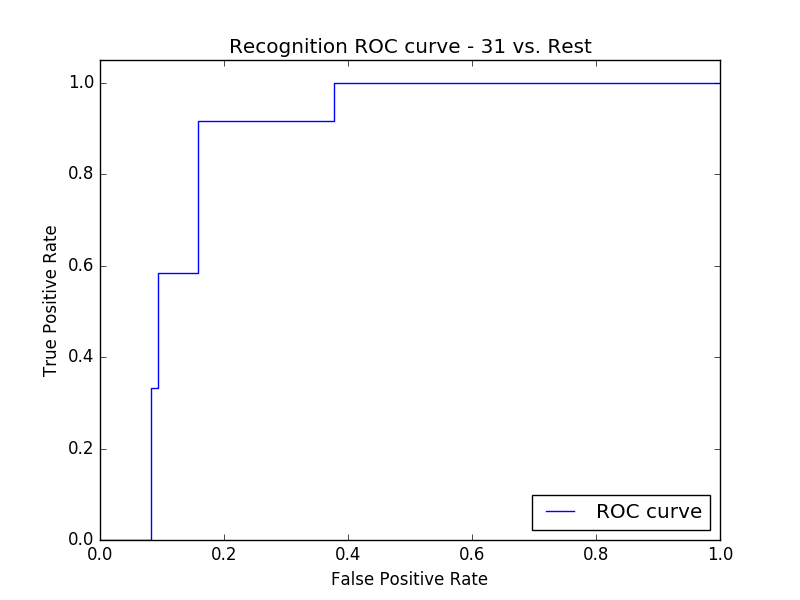 Recognition ROC curve - 31 vs. Rest
1.0
0.8
0.6
0.4
0.2
0.0
True Positive Rate
ROC curve
0.0 0.2 0.4 0.6 0.8 1.0
False Positive Rate